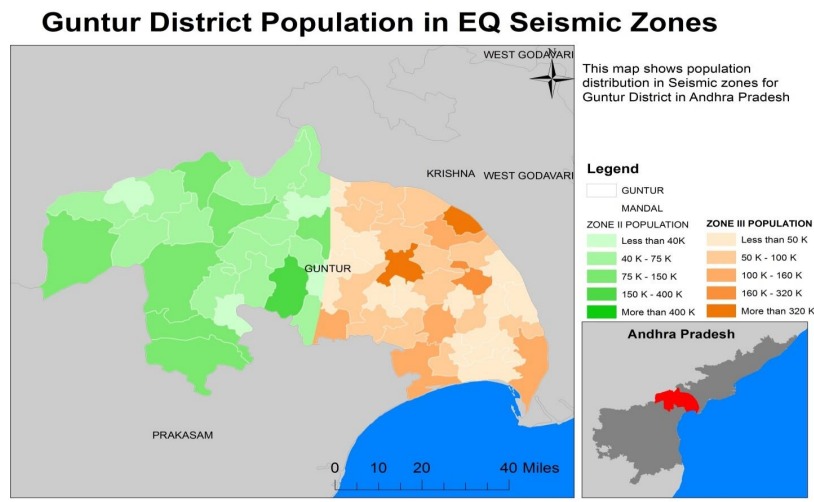 Guntur District Population in EQ Seismic Zones
WEST GODAVARI
N
This map shows population
distribution in Seismic zones for
Guntur District in Andhra Pradesh
KRISHNA WEST GODAVARI
GUNTUR
PRAKASAM
0 10 20 40 Miles
Legend
GUNTUR
MANDAL
ZONE II POPULATION
Less than 40K
40 K - 75 K
75 K - 150 K
150 K - 400 K
More than 400 K
ZONE III POPULATION
Less than 50 K
50 K - 100 K
100 K - 160 K
160 K - 320 K
More than 320 K
Andhra Pradesh